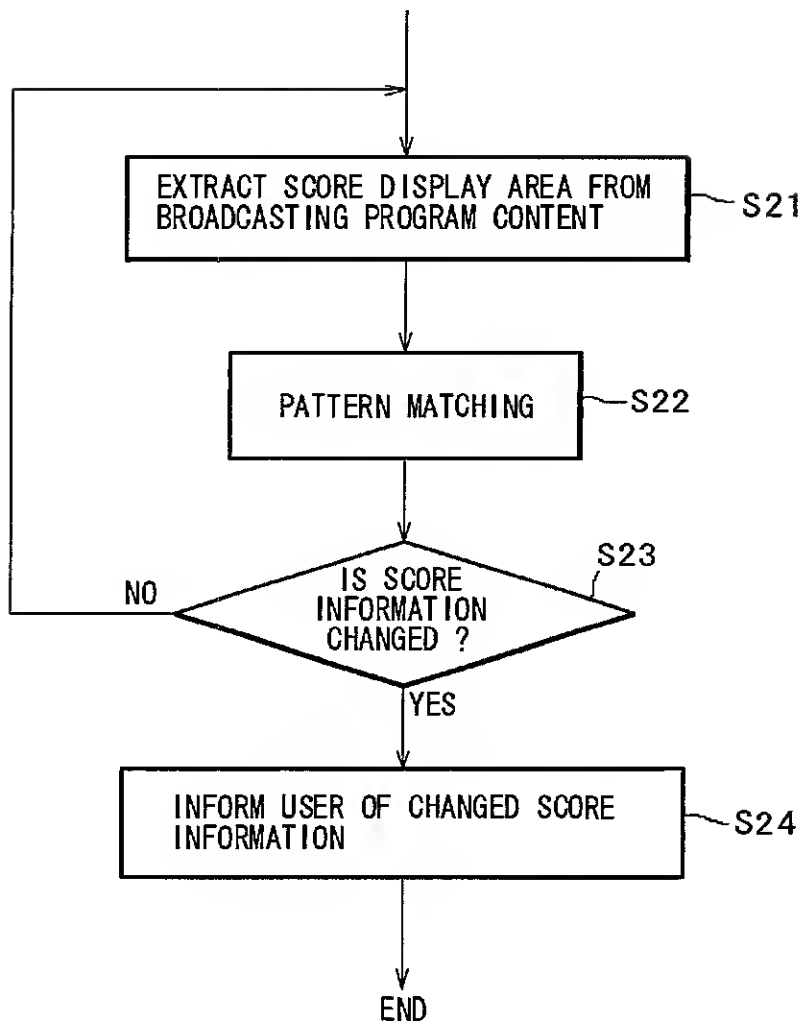 EXTRACT SCORE DISPLAY AREA FROM
BROADCASTING PROGRAM CONTENT
S21
PATTERN MATCHING
S22
S23
IS SCORE
INFORMATION
CHANGED ?
NO
YES
INFORM USER OF CHANGED SCORE
INFORMATION
S24
END